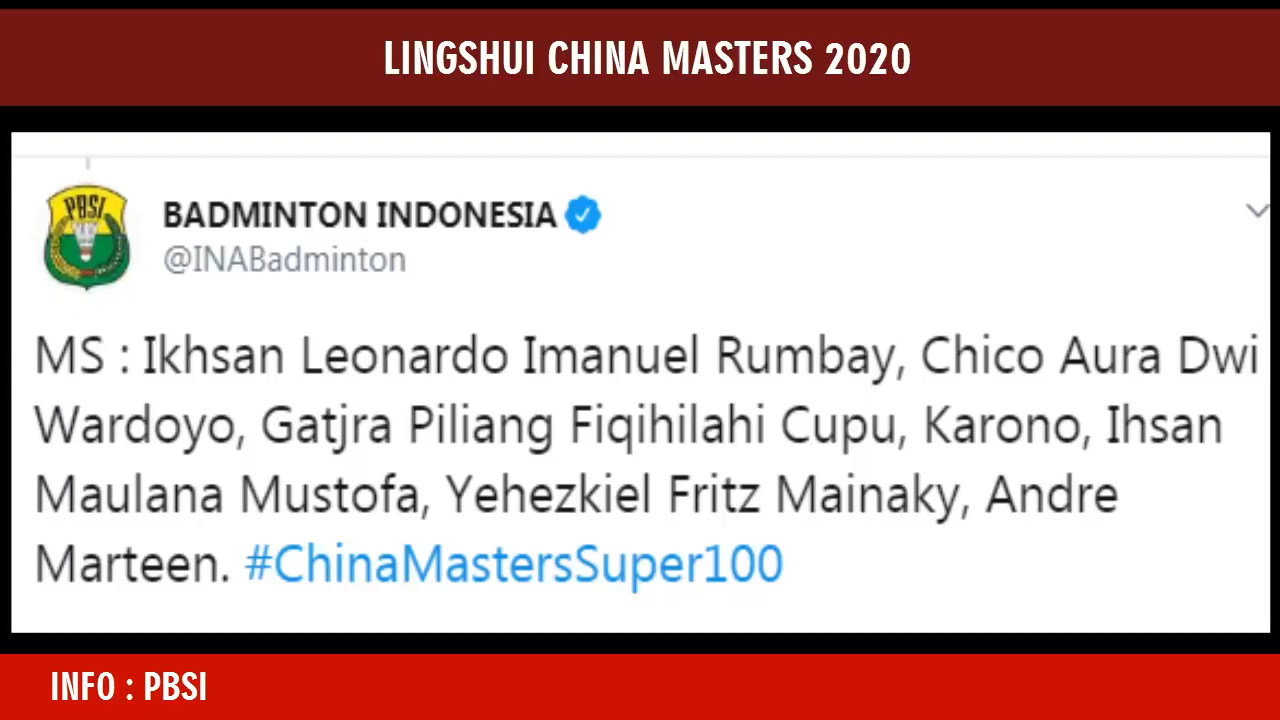 LINGSHUI CHINA MASTERS 2020
PBSI
BADMINTON INDONESIA
@INABadminton
MS : Ikhsan Leonardo Imanuel Rumbay, Chico Aura Dwi
Wardoyo, Gatjra Piliang Fiqihilahi Cupu, Karono, Ihsan
Maulana Mustofa, Yehezkiel Fritz Mainaky, Andre
Marteen. #ChinaMastersSuper100
INFO : PBSI